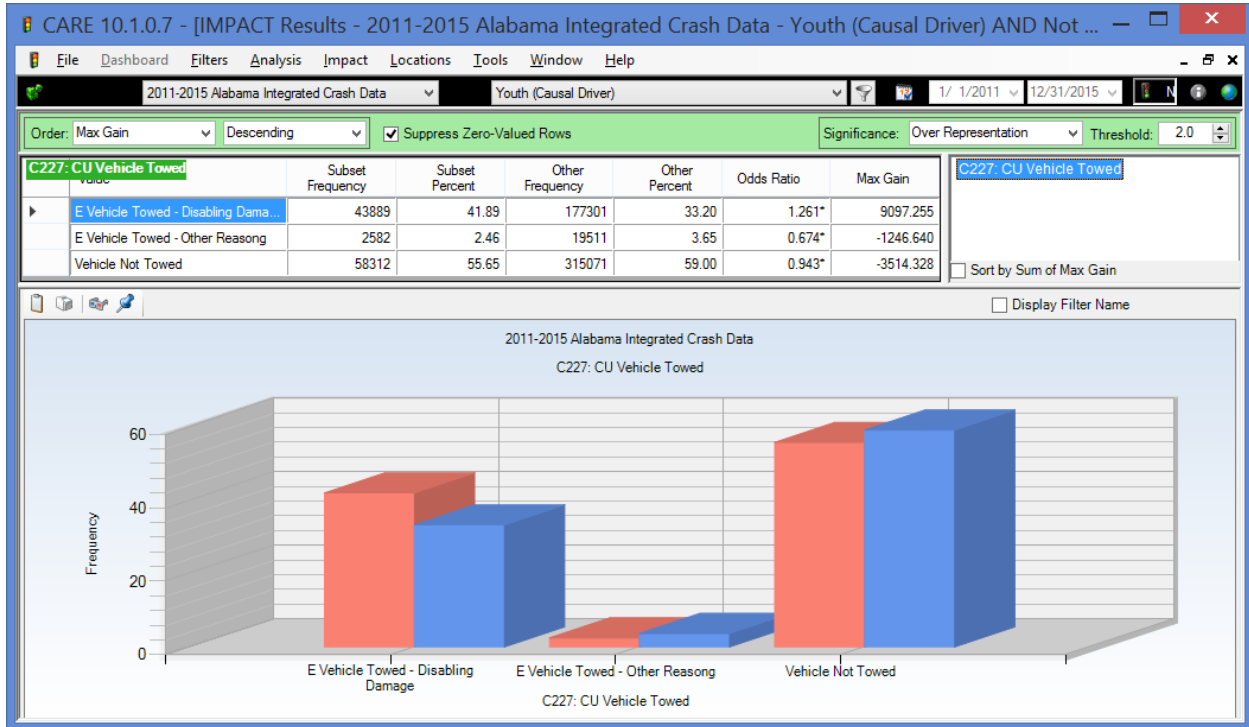 CARE 10.1.0.7 - [IMPACT Results - 2011-2015 Alabama Integrated Crash Data - Youth (Causal Driver) AND Not ...
File Dashboard Filters Analysis Impact Locations Tools Window Help
2011-2015 Alabama Integrated Crash Data Youth (Causal Driver) 1/ 1/2011 12/31/2015 N
Order: Max Gain Descending Suppress Zero-Valued Rows Significance: Over Representation Threshold: 2.0
C227: CU Vehicle Towed Subset Frequency Subset Percent Other Frequency Other Percent Odds Ratio Max Gain C227: CU Vehicle Towed
E Vehicle Towed - Disabling Dama... 43889 41.89 177301 33.20 1.261* 9097.255
E Vehicle Towed - Other Reasong 2582 2.46 19511 3.65 0.674* -1246.640
Vehicle Not Towed 58312 55.65 315071 59.00 0.943* -3514.328 Sort by Sum of Max Gain
Display Filter Name
2011-2015 Alabama Integrated Crash Data
C227: CU Vehicle Towed
60
40
20
0
Frequency
E Vehicle Towed - Disabling Damage
E Vehicle Towed - Other Reasong
Vehicle Not Towed
C227: CU Vehicle Towed